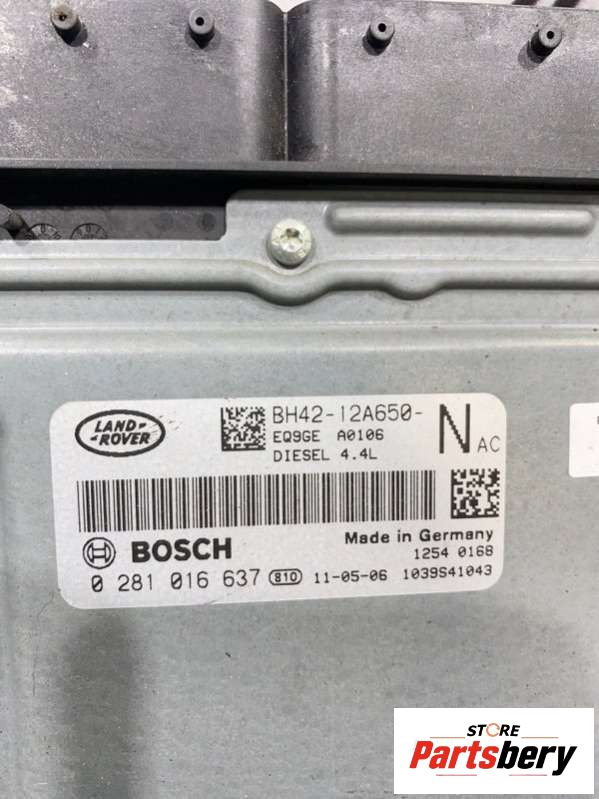 LAND-
-ROVER
BH42-12A650-
NAC
EQ9GE A0106
DIESEL 4.4L
Made in Germany
BOSCH
1254 0168
0 281 016 637 810 11-05-06 1039S41043
STORE
Partsbery